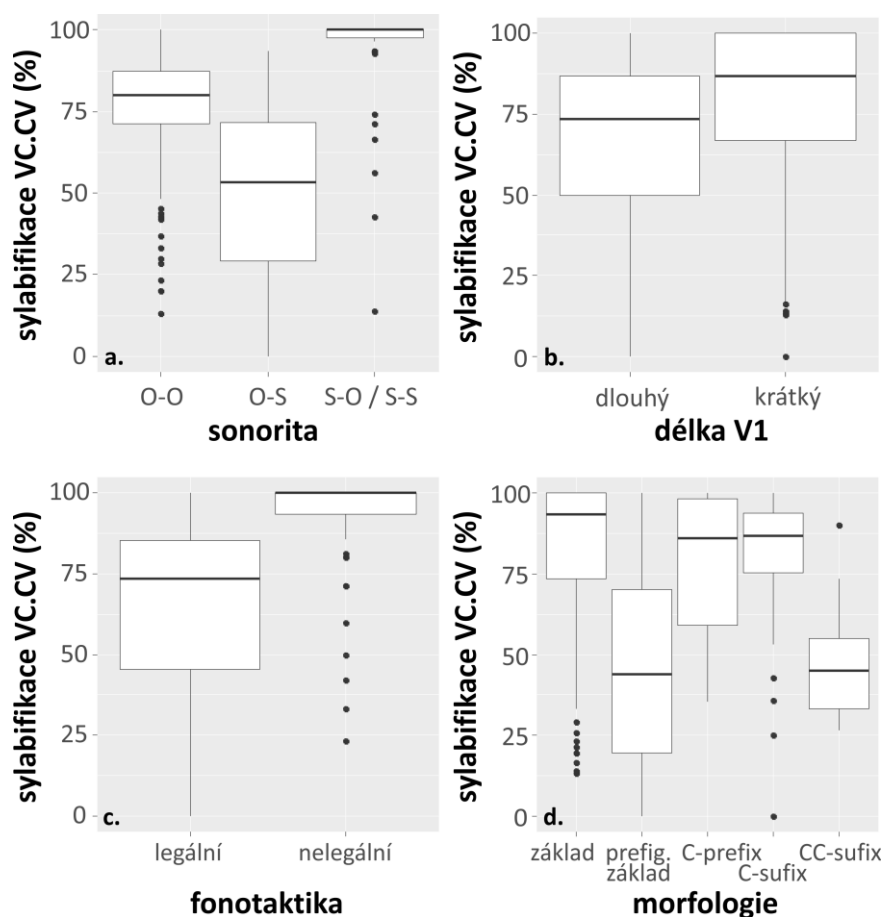 sylabifikace VC.CV (%)
100
75
50
25
0
a.
O-O O-S S-O / S-S
sonorita
sylabifikace VC.CV (%)
100
75
50
25
0
b.
dlouhý krátký
délka V1
sylabifikace VC.CV (%)
100
75
50
25
0
c.
legální nelegální
fonotaktika
sylabifikace VC.CV (%)
100
75
50
25
0
d.
základ prefig. C-prefix CC-sufix
základ C-sufix
morfologie